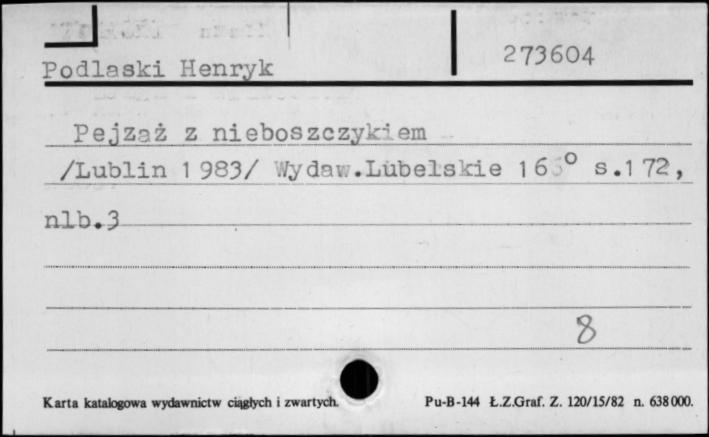 Podlaski Henryk
273604
Pejzaż z nieboszczykiem
/Lublin 1983/ Wydaw.Lubelskie 16° s.172,
nlb.3
8
Karta katalogowa wydawnictw ciągłych i zwartych.
Pu-B-144 Ł.Z.Graf. Z. 120/15/82 n. 638000.